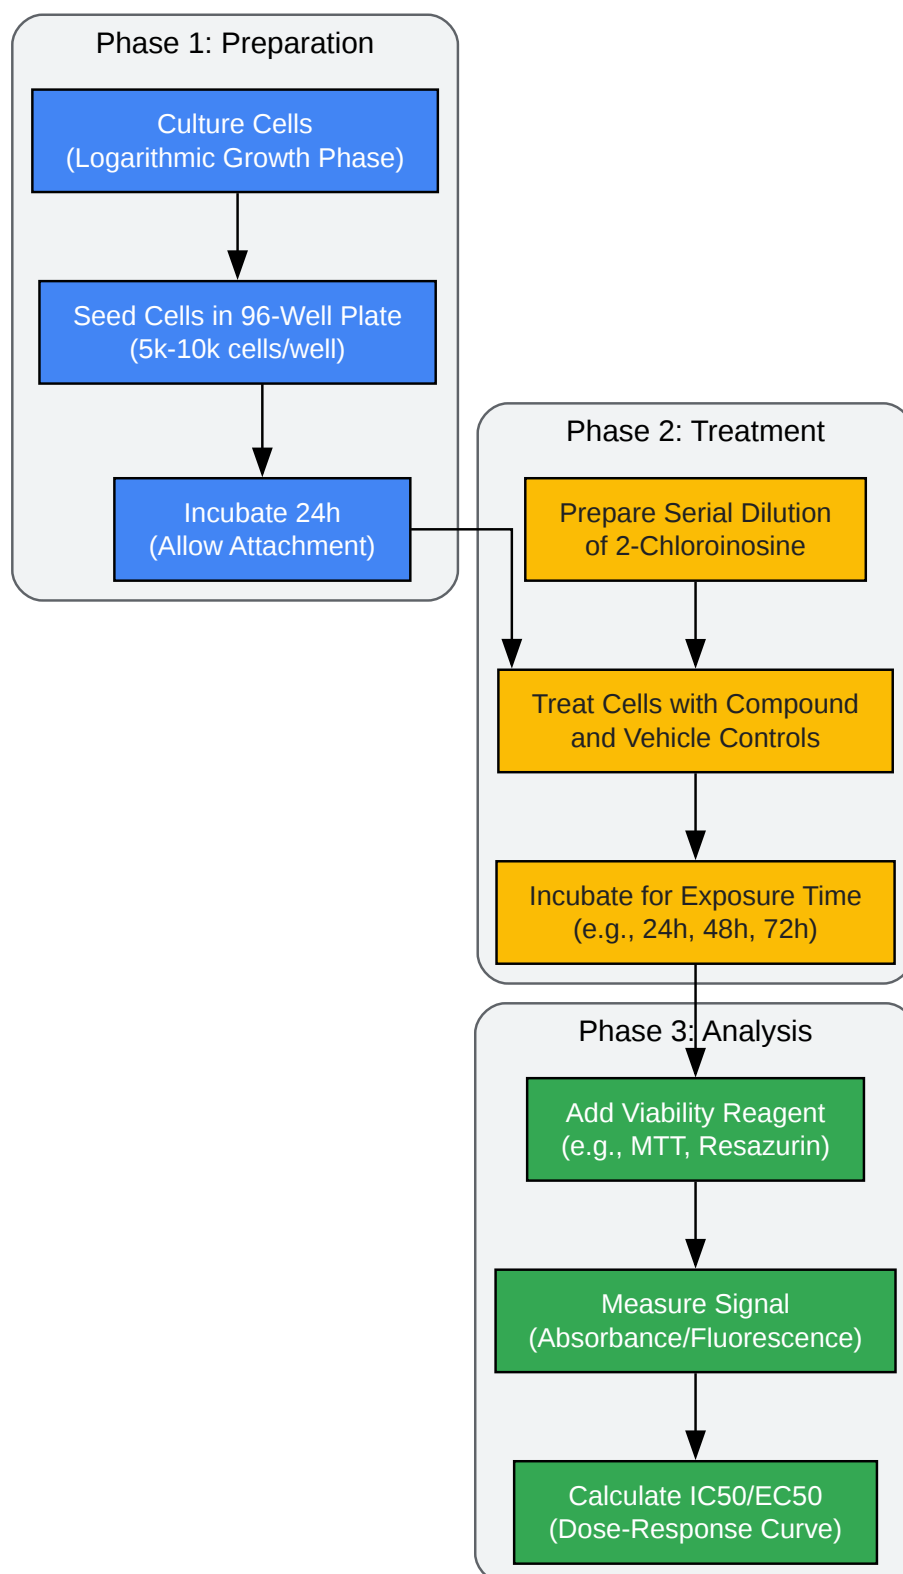 Phase 1: Preparation
Culture Cells
(Logarithmic Growth Phase)
Seed Cells in 96-Well Plate
(5k-10k cells/well)
Incubate 24h
(Allow Attachment)
Phase 2: Treatment
Prepare Serial Dilution
of 2-Chloroinosine
Treat Cells with Compound
and Vehicle Controls
Incubate for Exposure Time
(e.g., 24h, 48h, 72h)
Phase 3: Analysis
Add Viability Reagent
(e.g., MTT, Resazurin)
Measure Signal
(Absorbance/Fluorescence)
Calculate IC50/EC50
(Dose-Response Curve)